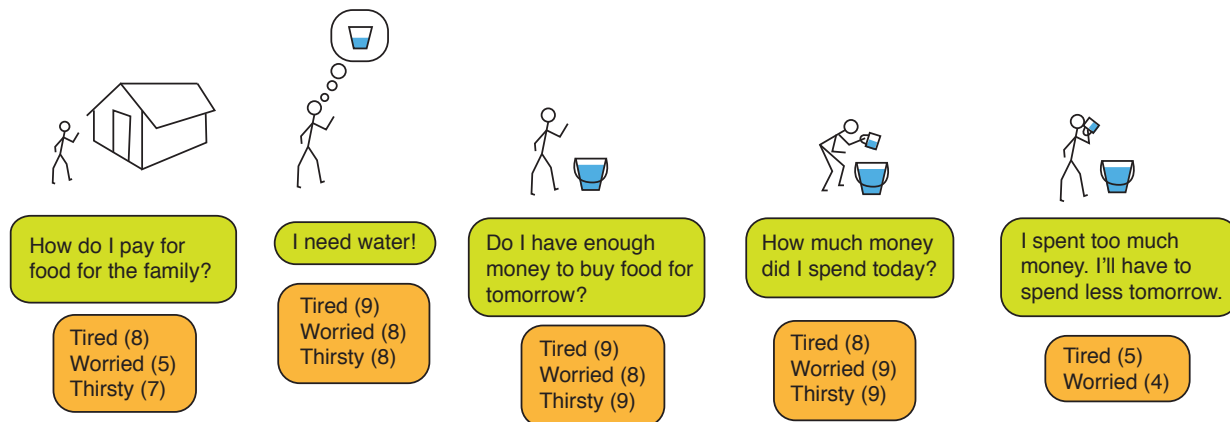 How do I pay for
food for the family?
Tired (8)
Worried (5)
Thirsty (7)
I need water!
Tired (9)
Worried (8)
Thirsty (8)
Do I have enough
money to buy food for
tomorrow?
Tired (9)
Worried (8)
Thirsty (9)
How much money
did I spend today?
Tired (8)
Worried (9)
Thirsty (9)
I spent too much
money. I'll have to
spend less tomorrow.
Tired (5)
Worried (4)